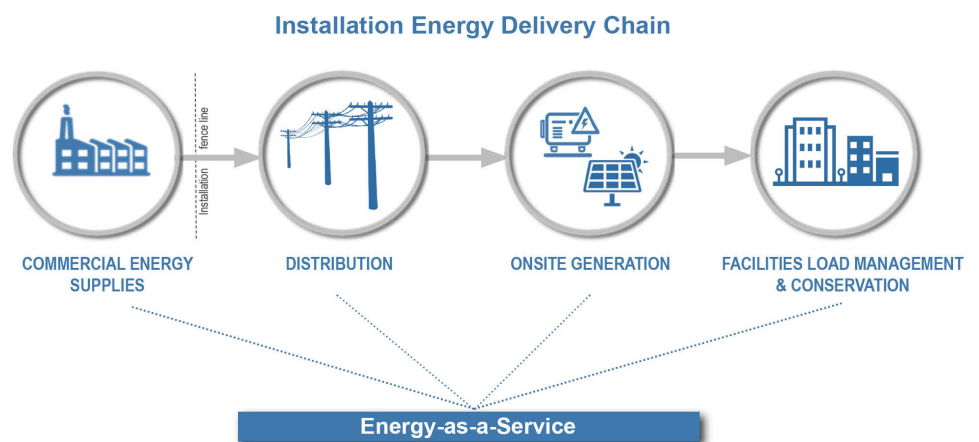 Installation Energy Delivery Chain
Installation fence line
COMMERCIAL ENERGY
SUPPLIES
DISTRIBUTION
ONSITE GENERATION
FACILITIES LOAD MANAGEMENT
& CONSERVATION
Energy-as-a-Service